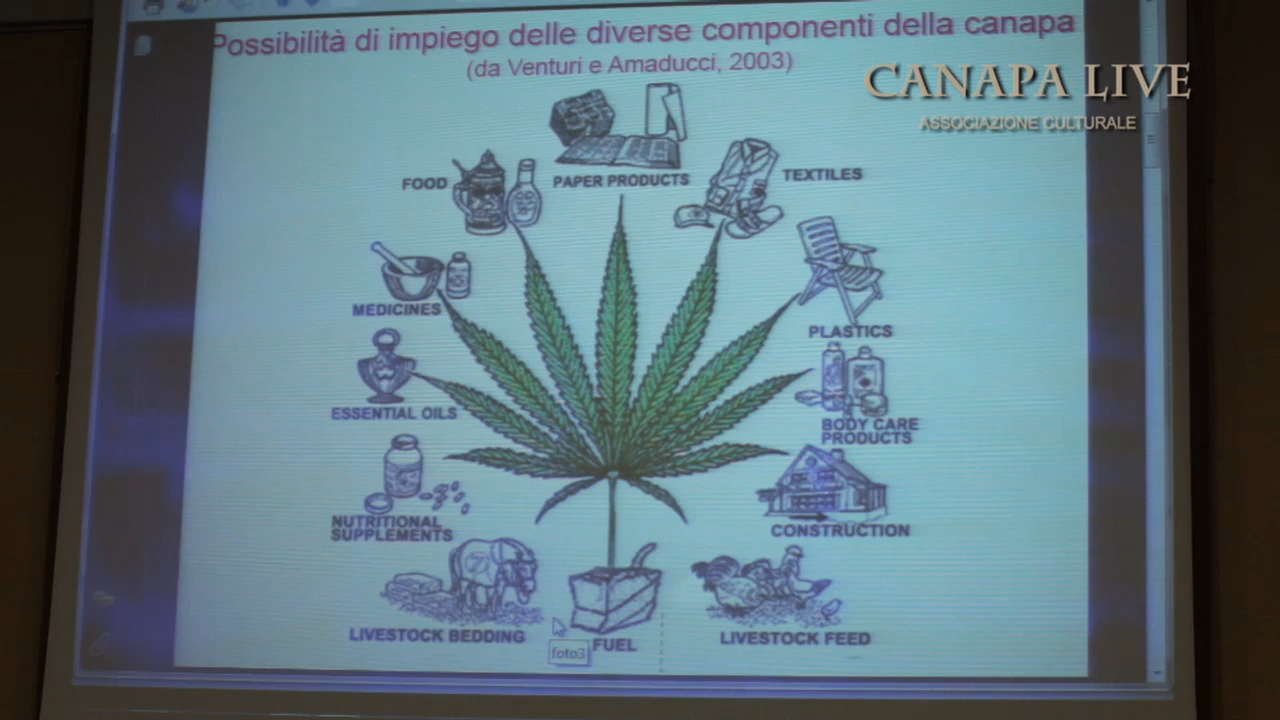 Possibilità di impiego delle diverse componenti della canapa
(da Venturi e Amaducci, 2003)
CANAPA LIVE
ASSOCIAZIONE CULTURALE
FOOD
PAPER PRODUCTS
TEXTILES
MEDICINES
PLASTICS
ESSENTIAL OILS
BODY CARE
PRODUCTS
NUTRITIONAL
SUPPLEMENTS
CONSTRUCTION
LIVESTOCK BEDDING
FUEL
LIVESTOCK FEED
foto3